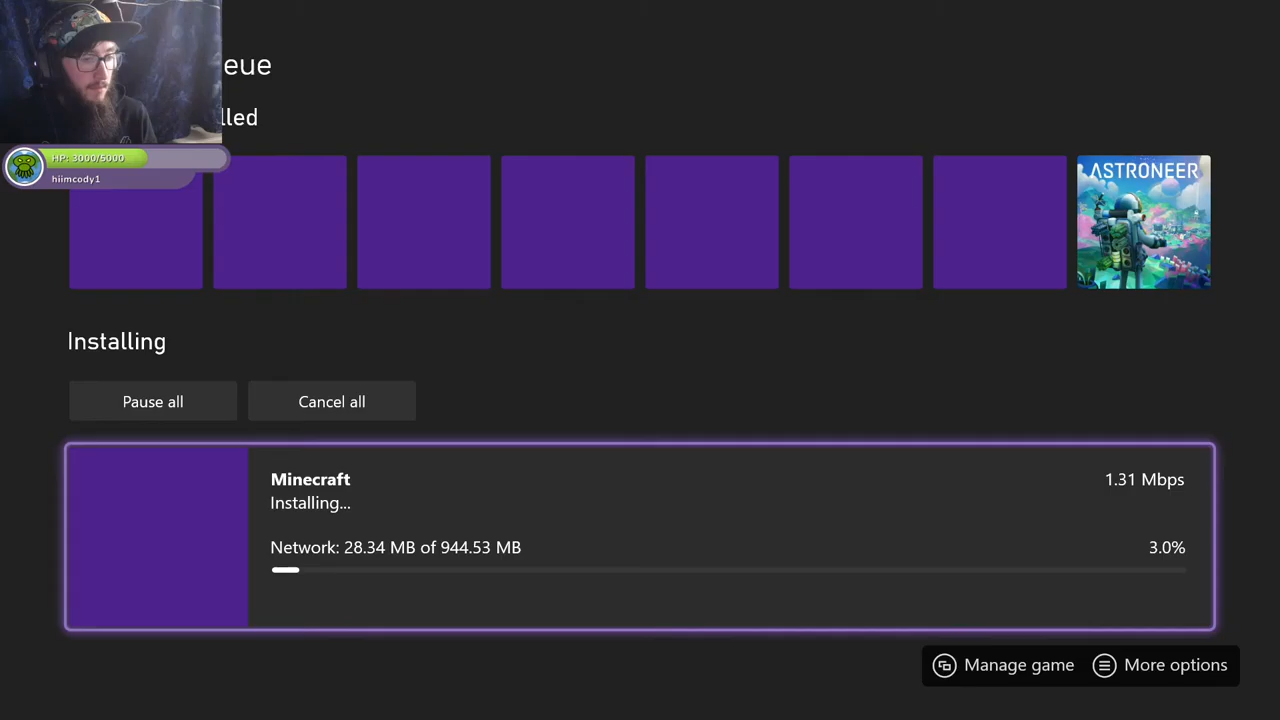 eue
lled
HP: 3000/5000
hiimcody1
ASTRONEER
Installing
Pause all
Cancel all
Minecraft
1.31 Mbps
Installing...
Network: 28.34 MB of 944.53 MB
3.0%
Manage game
More options